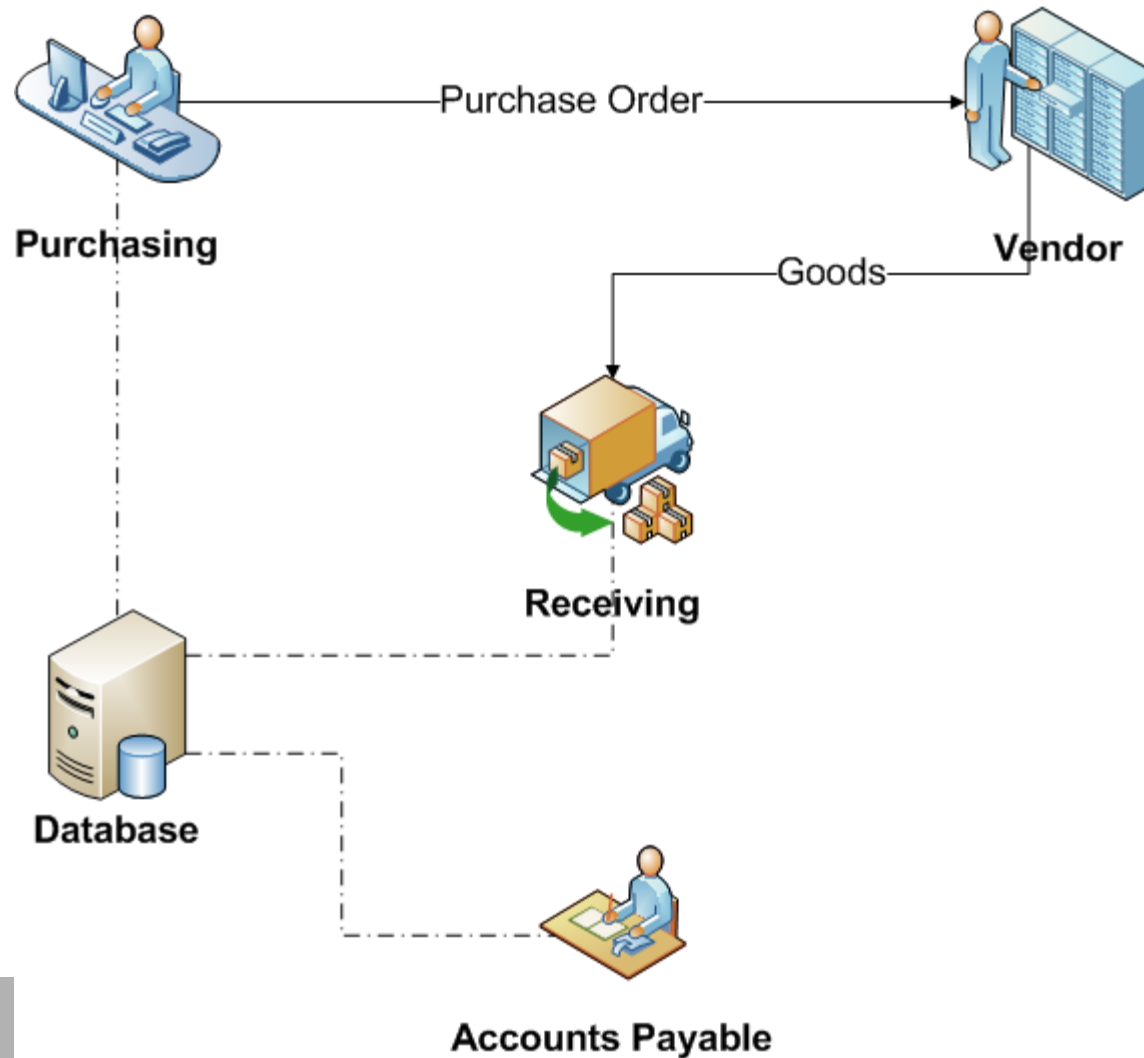 Purchase Order
Purchasing
Vendor
Goods
Receiving
Database
Accounts Payable